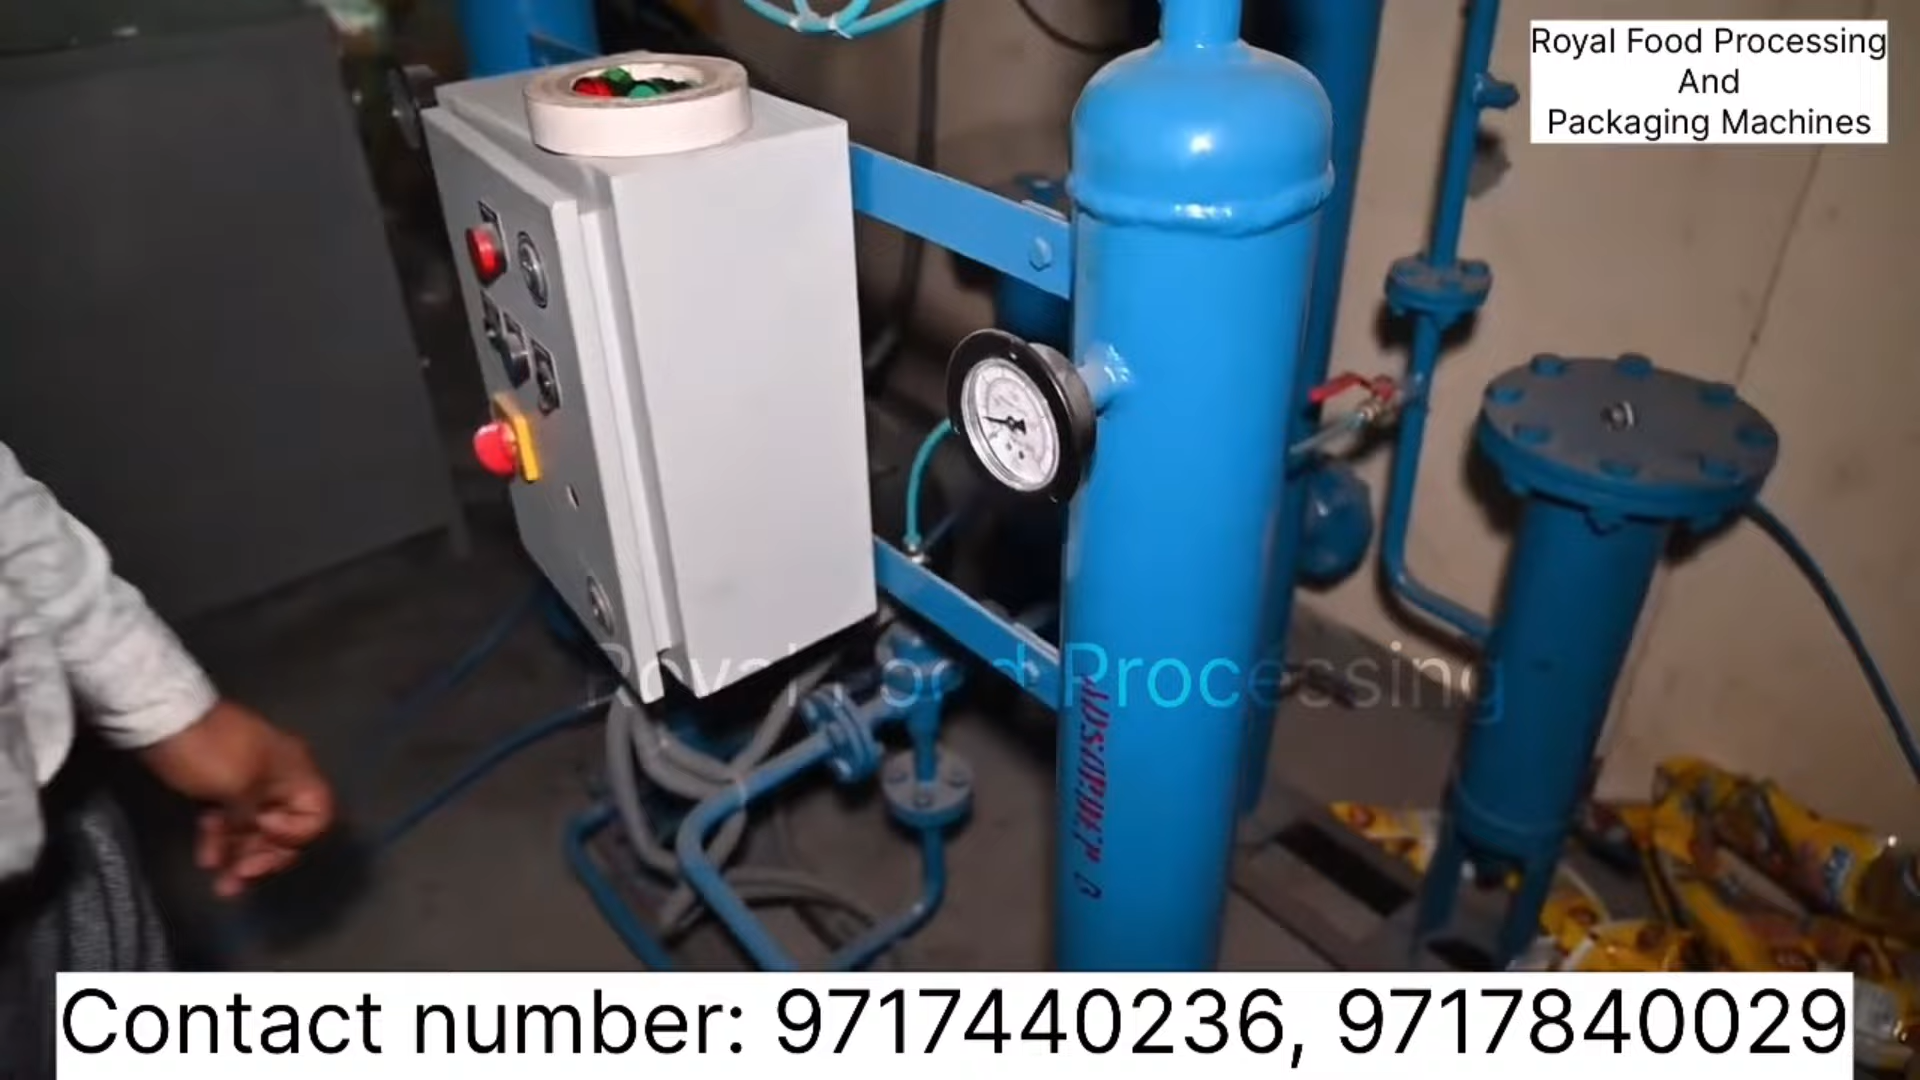 Royal Food Processing
And
Packaging Machines
Royal Food Processing
Contact number: 9717440236, 9717840029